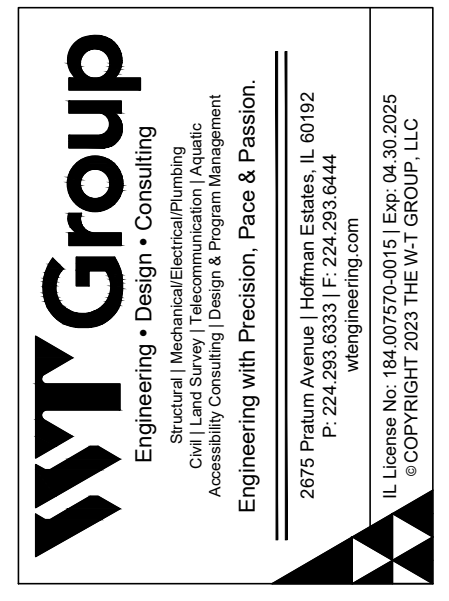 WT Group
Engineering • Design • Consulting
Structural | Mechanical/Electrical/Plumbing
Civil | Land Survey | Telecommunication | Aquatic
Accessibility Consulting | Design & Program Management
Engineering with Precision, Pace & Passion.
2675 Pratum Avenue | Hoffman Estates, IL 60192
P: 224.293.6333 | F: 224.293.6444
wtengineering.com
IL License No: 184.007570-0015 | Exp: 04.30.2025
© COPYRIGHT 2023 THE W-T GROUP, LLC